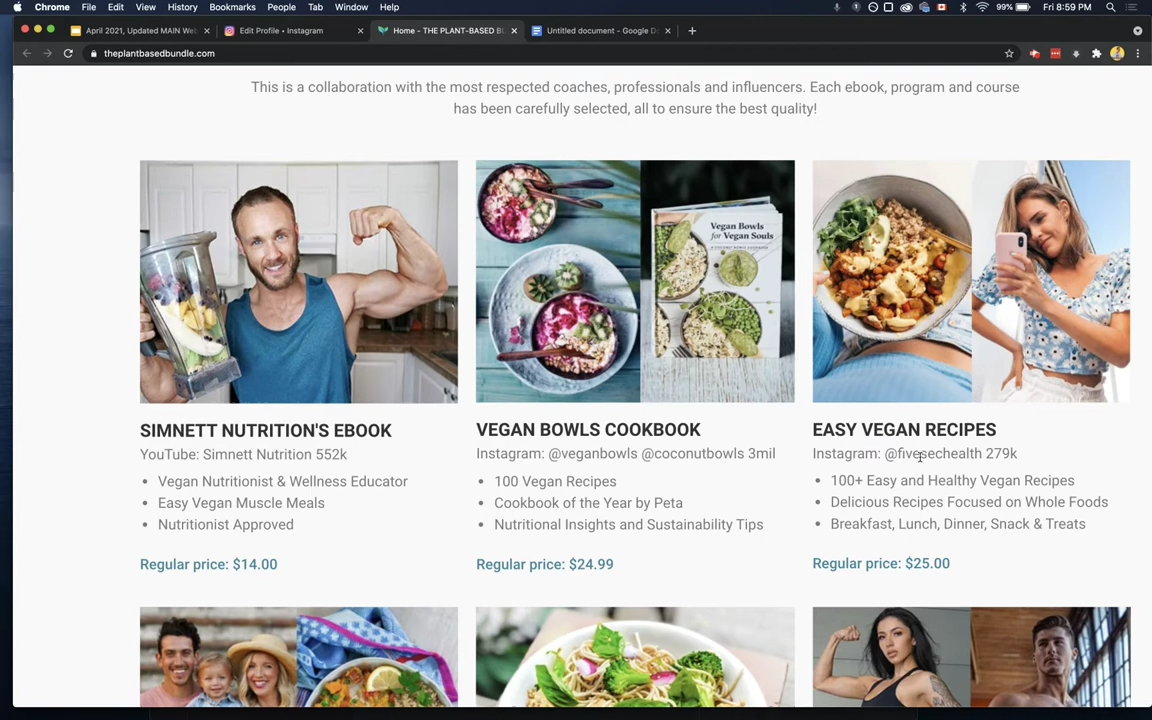 Chrome File Edit View History Bookmarks People Tab Window Help 99% Fri 8:59 PM
April 2021, Updated MAIN We
Edit Profile • Instagram
Home - THE PLANT-BASED BU
Untitled document - Google D
theplantbasedbundle.com
This is a collaboration with the most respected coaches, professionals and influencers. Each ebook, program and course
has been carefully selected, all to ensure the best quality!
Vegan Bowls
for Vegan Souls
SIMNETT NUTRITION'S EBOOK
YouTube: Simnett Nutrition 552k
• Vegan Nutritionist & Wellness Educator
• Easy Vegan Muscle Meals
• Nutritionist Approved
Regular price: $14.00
VEGAN BOWLS COOKBOOK
Instagram: @veganbowls @coconutbowls 3mil
• 100 Vegan Recipes
• Cookbook of the Year by Peta
• Nutritional Insights and Sustainability Tips
Regular price: $24.99
EASY VEGAN RECIPES
Instagram: @fivesechealth 279k
• 100+ Easy and Healthy Vegan Recipes
• Delicious Recipes Focused on Whole Foods
• Breakfast, Lunch, Dinner, Snack & Treats
Regular price: $25.00